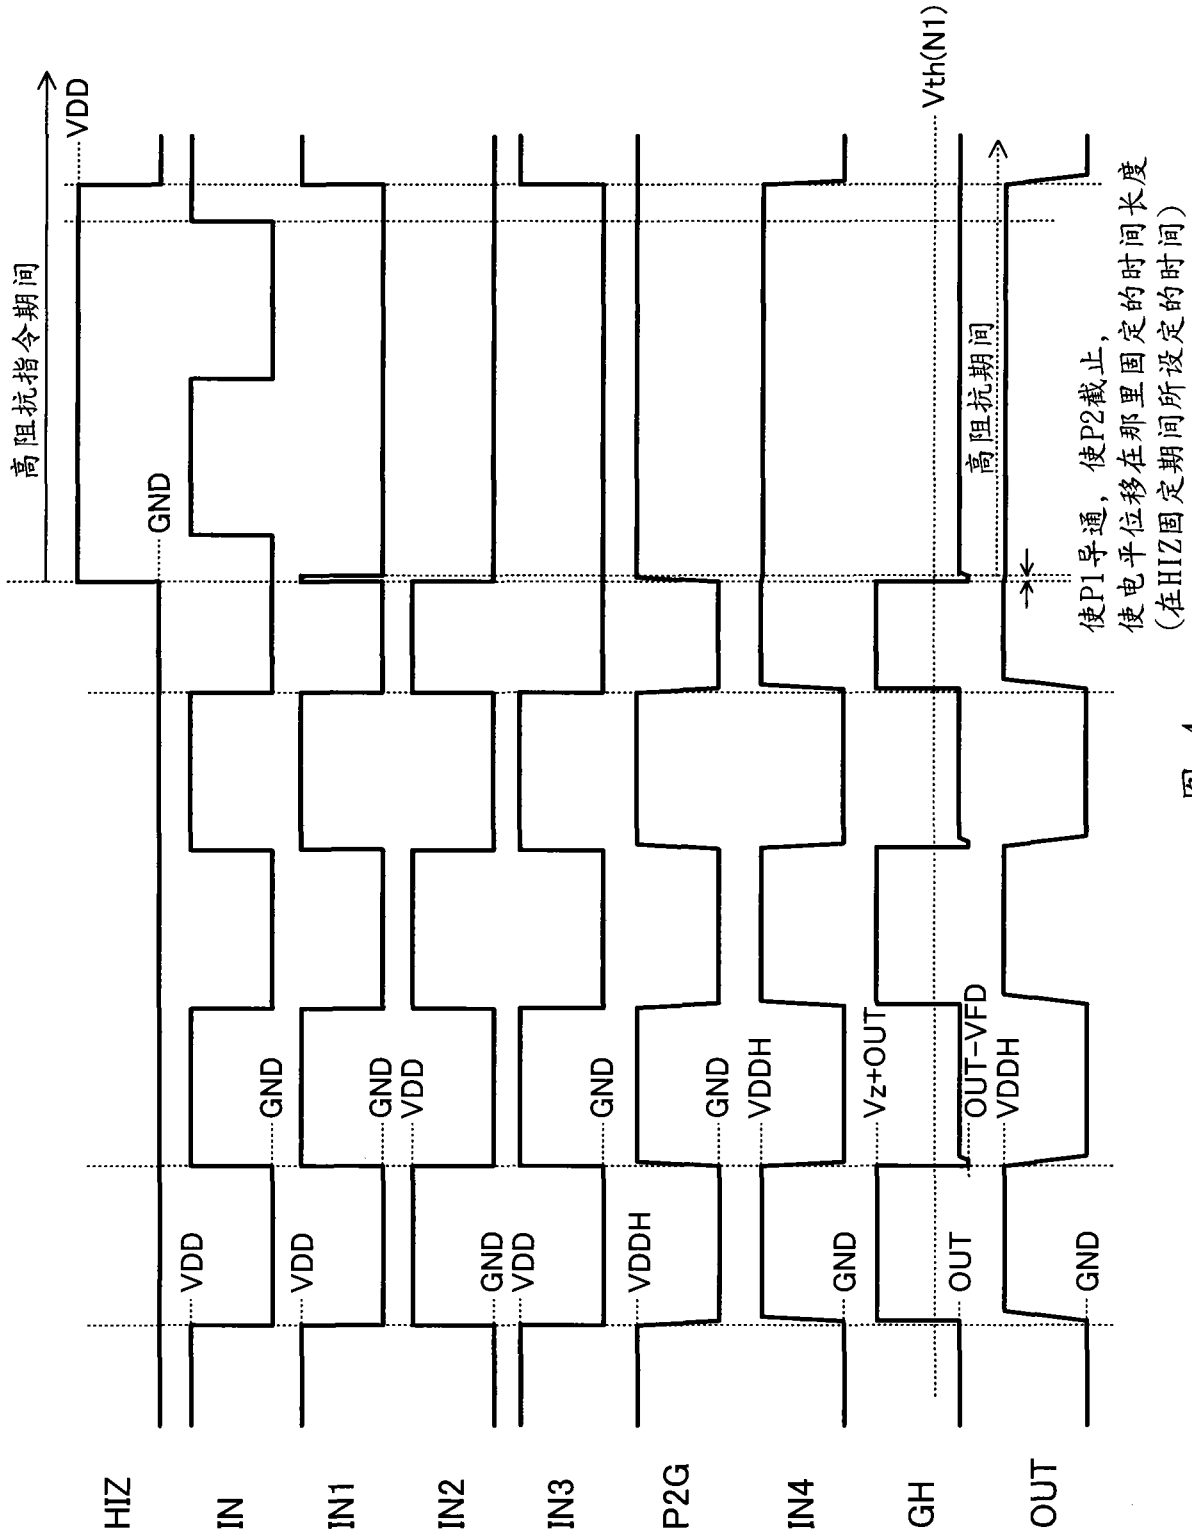 高阻抗指令期间
VDD
HIZ
GND
IN
VDD
GND
IN1
VDD
GND
IN2
VDD
GND
IN3
VDD
GND
P2G
VDDH
GND
IN4
VDDH
GND
GH
Vz+OUT
Vth(N1)
OUT
OUT-VFD
高阻抗期间
OUT
VDDH
GND
使P1导通，使P2截止，
使电平位移在那里固定的时间长度
(在HIZ固定期间所设定的时间)
图